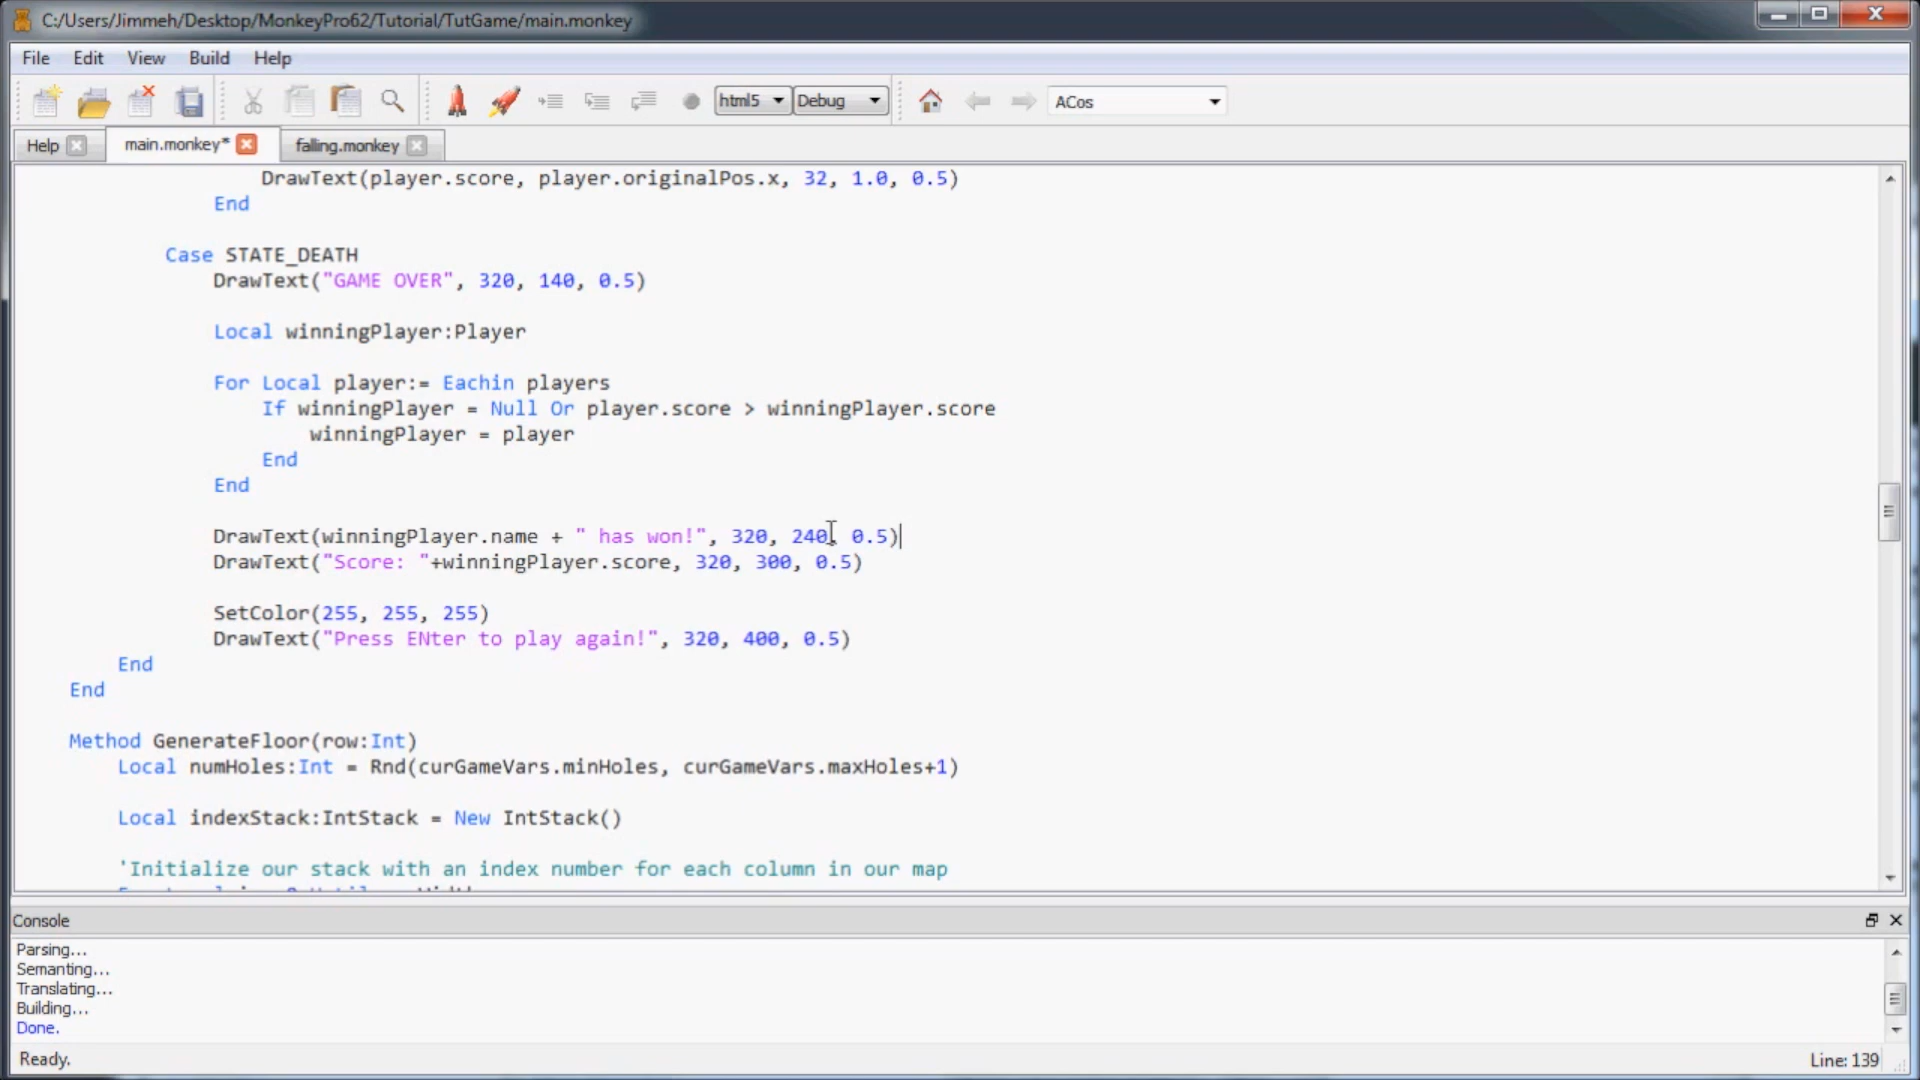 C:/Users/Jimmeh/Desktop/MonkeyPro62/Tutorial/TutGame/main.monkey
File Edit View Build Help
html5 Debug ACos
Help main.monkey* falling.monkey
DrawText(player.score, player.originalPos.x, 32, 1.0, 0.5)
End
Case STATE_DEATH
DrawText("GAME OVER", 320, 140, 0.5)
Local winningPlayer:Player
For Local player:= Eachin players
If winningPlayer = Null Or player.score > winningPlayer.score
winningPlayer = player
End
End
DrawText(winningPlayer.name + " has won!", 320, 240, 0.5)
DrawText("Score: "+winningPlayer.score, 320, 300, 0.5)
SetColor(255, 255, 255)
DrawText("Press ENter to play again!", 320, 400, 0.5)
End
End
Method GenerateFloor(row:Int)
Local numHoles:Int = Rnd(curGameVars.minHoles, curGameVars.maxHoles+1)
Local indexStack:IntStack = New IntStack()
'Initialize our stack with an index number for each column in our map
Console
Parsing...
Semanting...
Translating...
Building...
Done.
Ready.
Line: 139